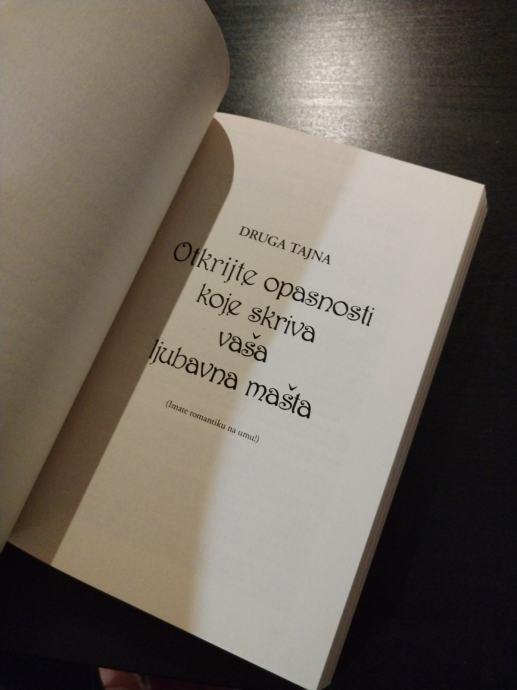 DRUGA TAJNA
Otkrijte opasnosti
koje skriva
vaša
ljubavna mašta
(Imate romantiku na umu!)